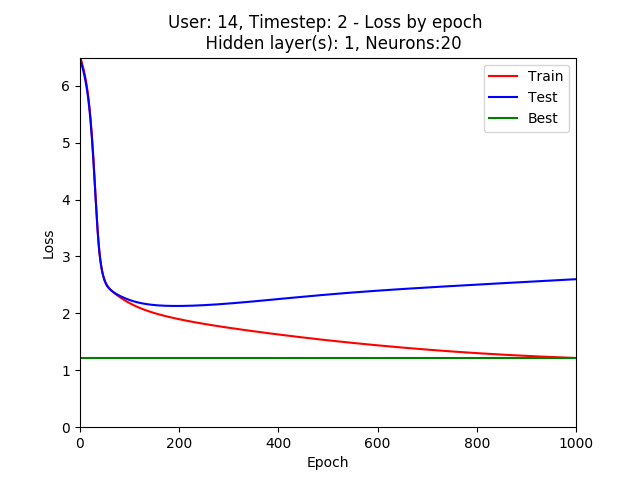 User: 14, Timestep: 2 - Loss by epoch
Hidden layer(s): 1, Neurons:20
Train
Test
Best
6
5
4
3
2
1
0
Loss
0
200
400
600
800
1000
Epoch